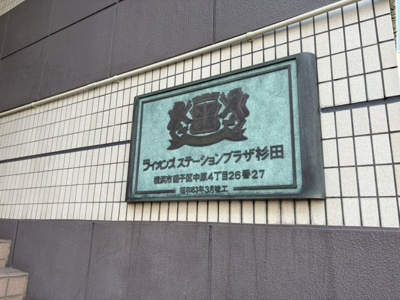 ライオンズステーションプラザ杉田
横浜市磯子区中原4丁目26番27
昭和63年3月竣工